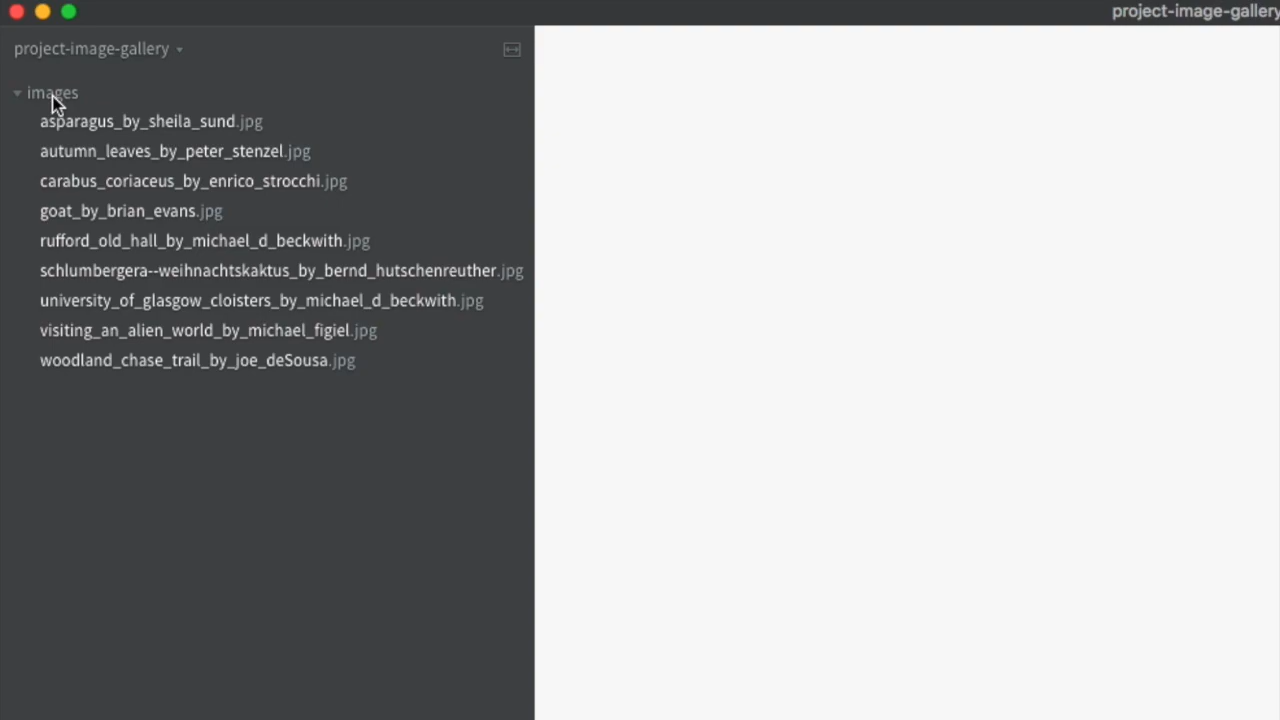 project-image-gallery
project-image-gallery
images
asparagus_by_sheila_sund.jpg
autumn_leaves_by_peter_stenzel.jpg
carabus_coriaceus_by_enrico_strocchi.jpg
goat_by_brian_evans.jpg
rufford_old_hall_by_michael_d_beckwith.jpg
schlumbergera--weihnachtskaktus_by_bernd_hutschenreuther.jpg
university_of_glasgow_cloisters_by_michael_d_beckwith.jpg
visiting_an_alien_world_by_michael_figiel.jpg
woodland_chase_trail_by_joe_deSousa.jpg